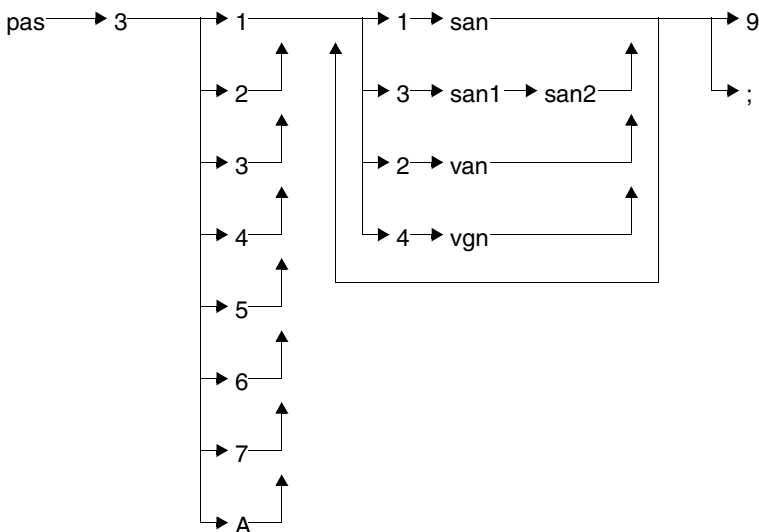 pas 3 1 1 san 9
2 3 san1 san2 ;
3 2 van
4 4 vgn
5
6
7
A